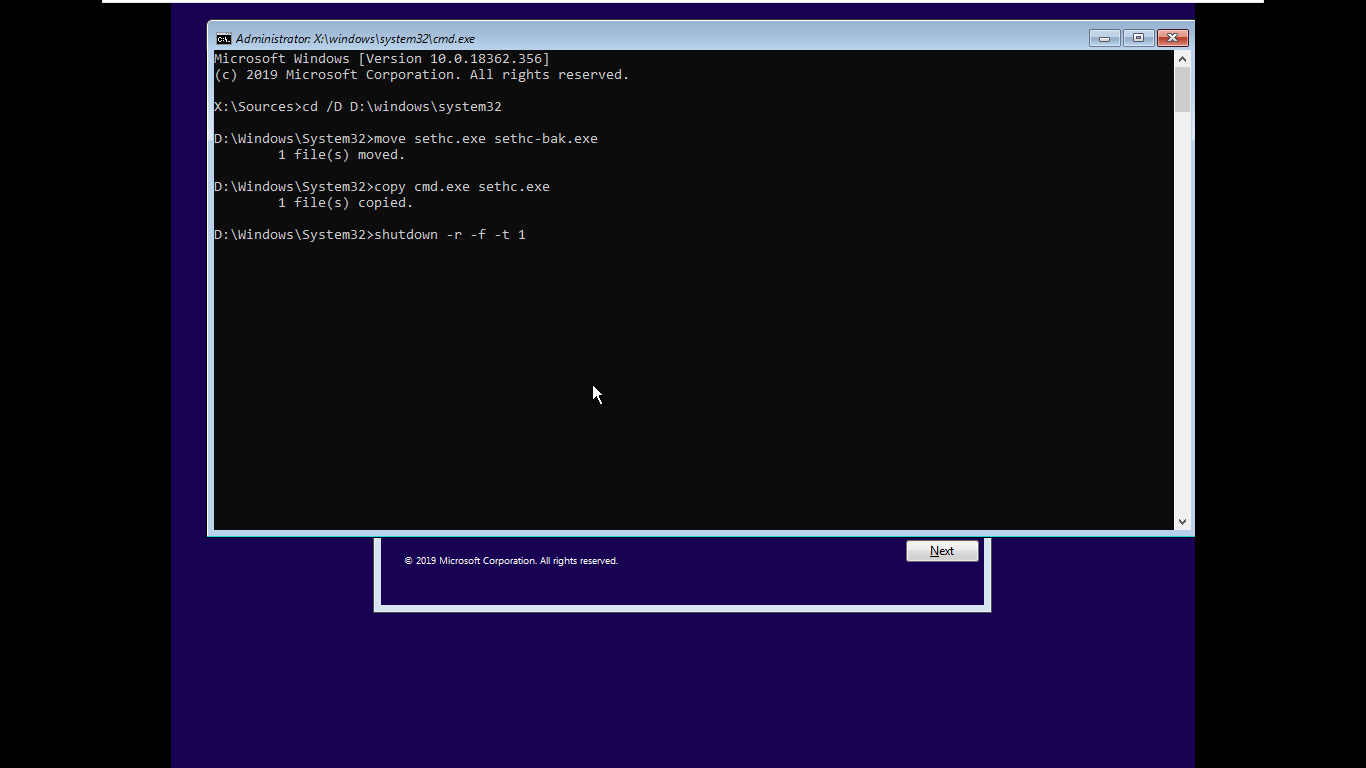 Administrator: X:\windows\system32\cmd.exe
Microsoft Windows [Version 10.0.18362.356]
(c) 2019 Microsoft Corporation. All rights reserved.
X:\Sources>cd /D D:\windows\system32
D:\Windows\System32>move sethc.exe sethc-bak.exe
1 file(s) moved.
D:\Windows\System32>copy cmd.exe sethc.exe
1 file(s) copied.
D:\Windows\System32>shutdown -r -f -t 1
Next
© 2019 Microsoft Corporation. All rights reserved.